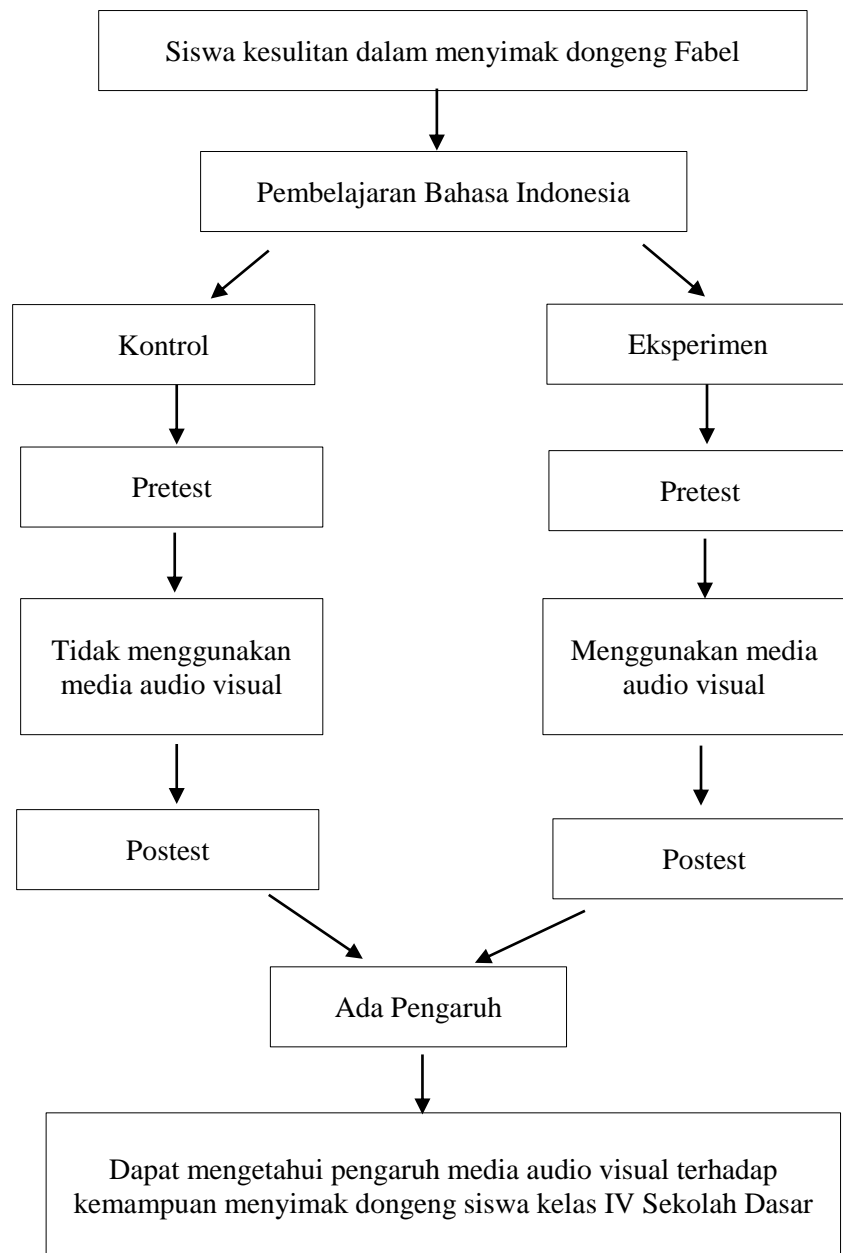 Siswa kesulitan dalam menyimak dongeng Fabel
Pembelajaran Bahasa Indonesia
Kontrol
Eksperimen
Pretest
Pretest
Tidak menggunakan
media audio visual
Menggunakan media
audio visual
Postest
Postest
Ada Pengaruh
Dapat mengetahui pengaruh media audio visual terhadap
kemampuan menyimak dongeng siswa kelas IV Sekolah Dasar